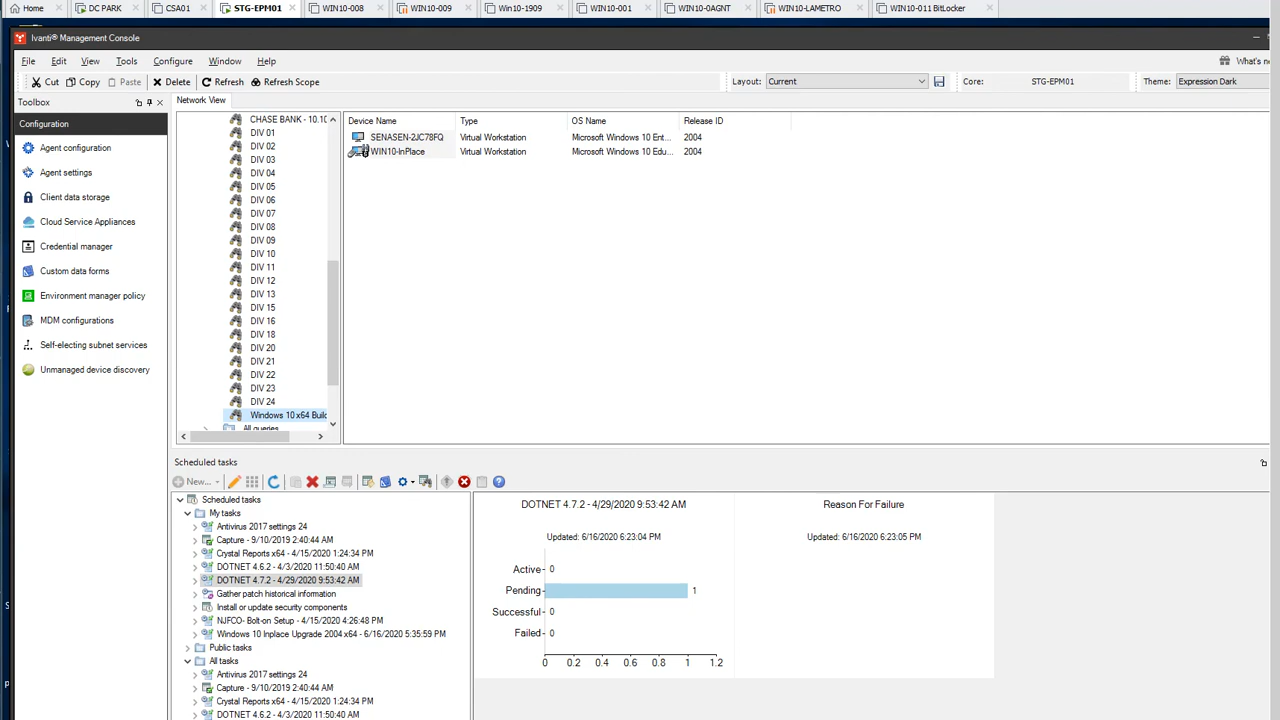 Home DC PARK CSA01 STG-EPM01 WIN10-008 WIN10-O19 Win10-1909 WIN10-001 WIN10-0AGNT WIN10-LAMETRO WIN10-011 BitLocker
Ivanti® Management Console
File Edit View Tools Configure Window Help What's ne
Cut Copy Paste Delete Refresh Refresh Scope Layout: Current Core: STG-EPM01 Theme: Expression Dark
Toolbox
Configuration
Agent configuration
Agent settings
Client data storage
Cloud Service Appliances
Credential manager
Custom data forms
Environment manager policy
MDM configurations
Self-electing subnet services
Unmanaged device discovery
Network View
CHASE BANK - 10.10
DIV 01
DIV 02
DIV 03
DIV 04
DIV 05
DIV 06
DIV 07
DIV 08
DIV 09
DIV 10
DIV 11
DIV 12
DIV 13
DIV 15
DIV 16
DIV 18
DIV 20
DIV 21
DIV 22
DIV 23
DIV 24
Windows 10 x64 Build
All queries
Device Name Type OS Name Release ID
SENASEN-2JC78FQ Virtual Workstation Microsoft Windows 10 Ent... 2004
WIN10-InPlace Virtual Workstation Microsoft Windows 10 Edu... 2004
Scheduled tasks
New...
Scheduled tasks
My tasks
Antivirus 2017 settings 24
Capture - 9/10/2019 2:40:44 AM
Crystal Reports x64 - 4/15/2020 1:24:34 PM
DOTNET 4.6.2 - 4/3/2020 11:50:40 AM
DOTNET 4.7.2 - 4/29/2020 9:53:42 AM
Gather patch historical information
Install or update security components
NJFCO- Bolt-on Setup - 4/15/2020 4:26:48 PM
Windows 10 Inplace Upgrade 2004 x64 - 6/16/2020 5:35:59 PM
Public tasks
All tasks
Antivirus 2017 settings 24
Capture - 9/10/2019 2:40:44 AM
Crystal Reports x64 - 4/15/2020 1:24:34 PM
DOTNET 4.6.2 - 4/3/2020 11:50:40 AM
DOTNET 4.7.2 - 4/29/2020 9:53:42 AM
Updated: 6/16/2020 6:23:04 PM
Active 0
Pending 1
Successful 0
Failed 0
0 0.2 0.4 0.6 0.8 1 1.2
Reason For Failure
Updated: 6/16/2020 6:23:05 PM